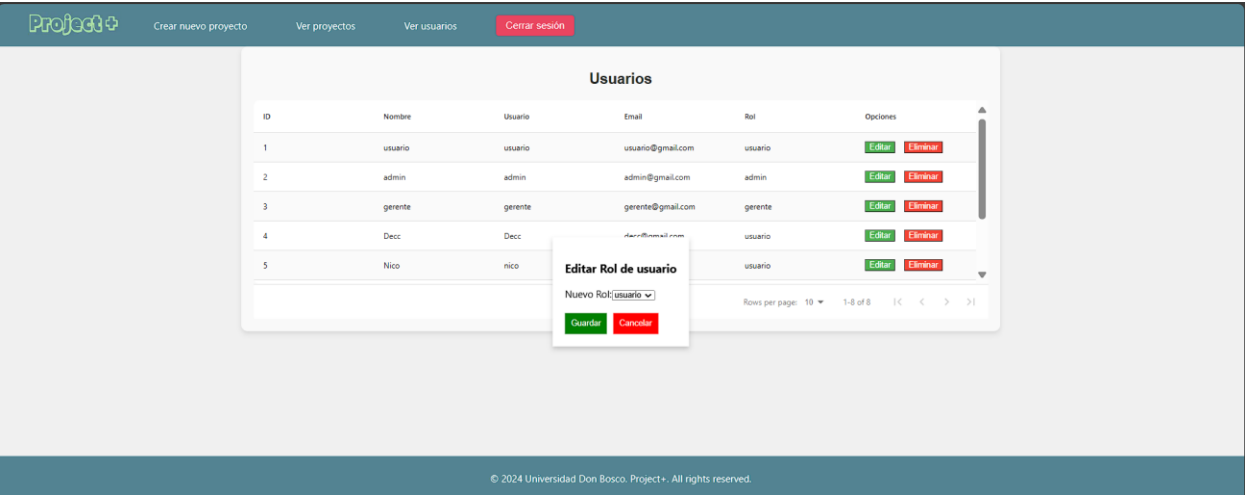 Project+ Crear nuevo proyecto Ver proyectos Ver usuarios Cerrar sesión
Usuarios
ID Nombre Usuario Email Rol Opciones
1 usuario usuario usuario@gmail.com usuario Editar Eliminar
2 admin admin admin@gmail.com admin Editar Eliminar
3 gerente gerente gerente@gmail.com gerente Editar Eliminar
4 Decc Decc decc@gmail.com usuario Editar Eliminar
5 Nico nico usuario Editar Eliminar
Editar Rol de usuario
Nuevo Rol: usuario
Guardar Cancelar
Rows per page: 10 1-8 of 8
© 2024 Universidad Don Bosco. Project+. All rights reserved.